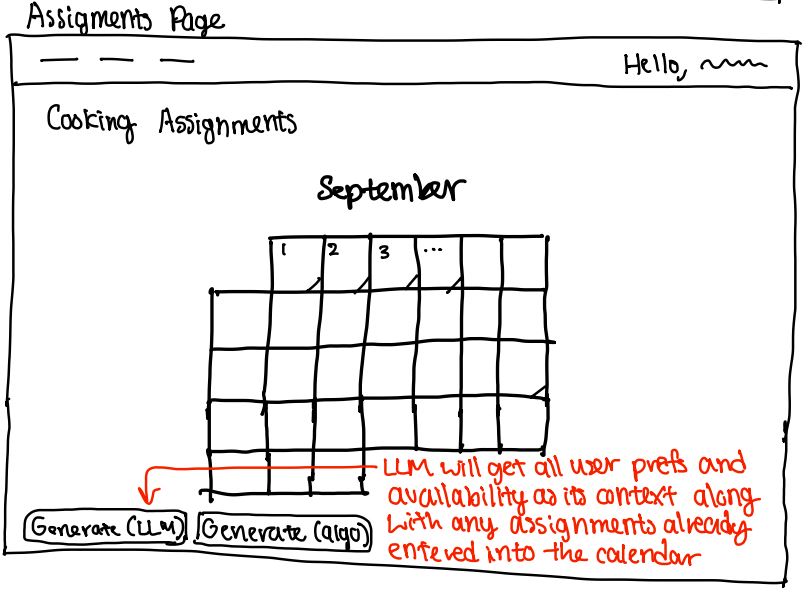 Assigments Page
Hello,
Cooking Assignments
September
1 2 3 ...
LLM will get all user prefs and
availability as its context along
with any assignments already
entered into the calendar
Generate (LLM)
Generate (algo)